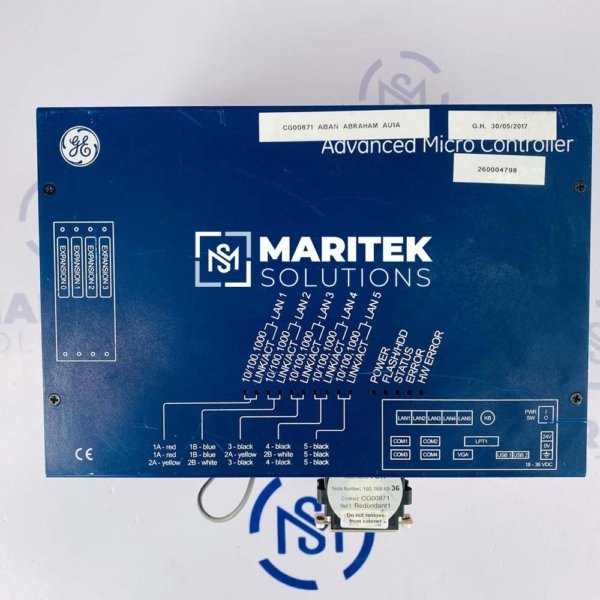 CG00871 ABAN ABRAHAM AU1A
G.H. 30/05/2017
GE
Advanced Micro Controller
260004798
EXPANSION 0
EXPANSION 1
EXPANSION 2
EXPANSION 3
MARITEK
SOLUTIONS
10/100,1000 LAN 1
LINK/ACT
10/100,1000 LAN 2
LINK/ACT
10/100,1000 LAN 3
LINK/ACT
10/100,1000 LAN 4
LINK/ACT
10/100,1000 LAN 5
LINK/ACT
POWER
FLASH/HDD
STATUS
ERROR
HW ERROR
LAN1 LAN2 LAN3 LAN4 LAN5 KB PWR SW I O
COM1 COM2 LPT1 24V
COM3 COM4 VGA USB 1 USB 2 0V
18 - 36 VDC
CE
1A - red 1B - blue 3 - black 4 - black 5 - black
1A - red 1B - blue 2A - yellow 2B - white 5 - black
2A - yellow 2B - white 3 - black 4 - black 5 - black
Node Number: 192.168.69.36
Contact: CG00871
Net1: Redundant1
Do not remove
from cabinet
MARITEK
SOLUTIONS